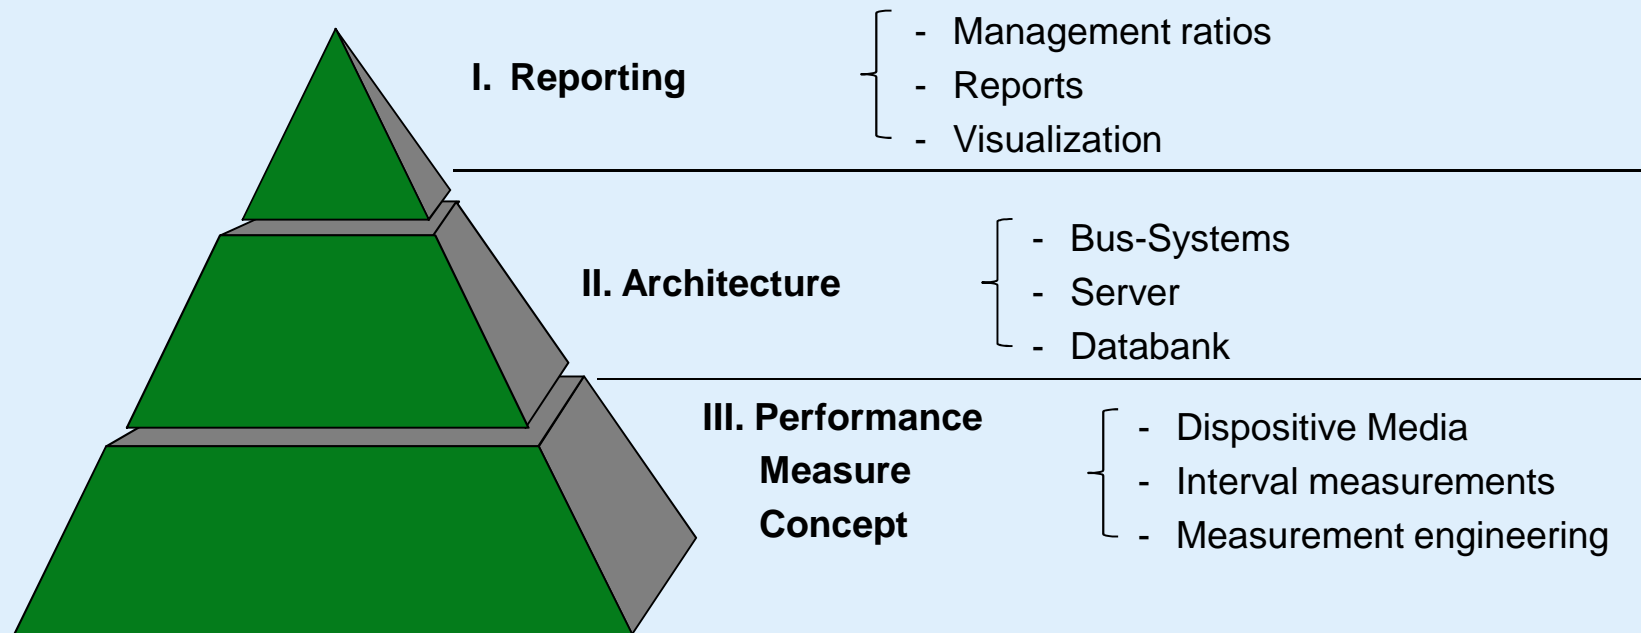 I. Reporting
- Management ratios
- Reports
- Visualization
II. Architecture
- Bus-Systems
- Server
- Databank
III. Performance
Measure
Concept
- Dispositive Media
- Interval measurements
- Measurement engineering